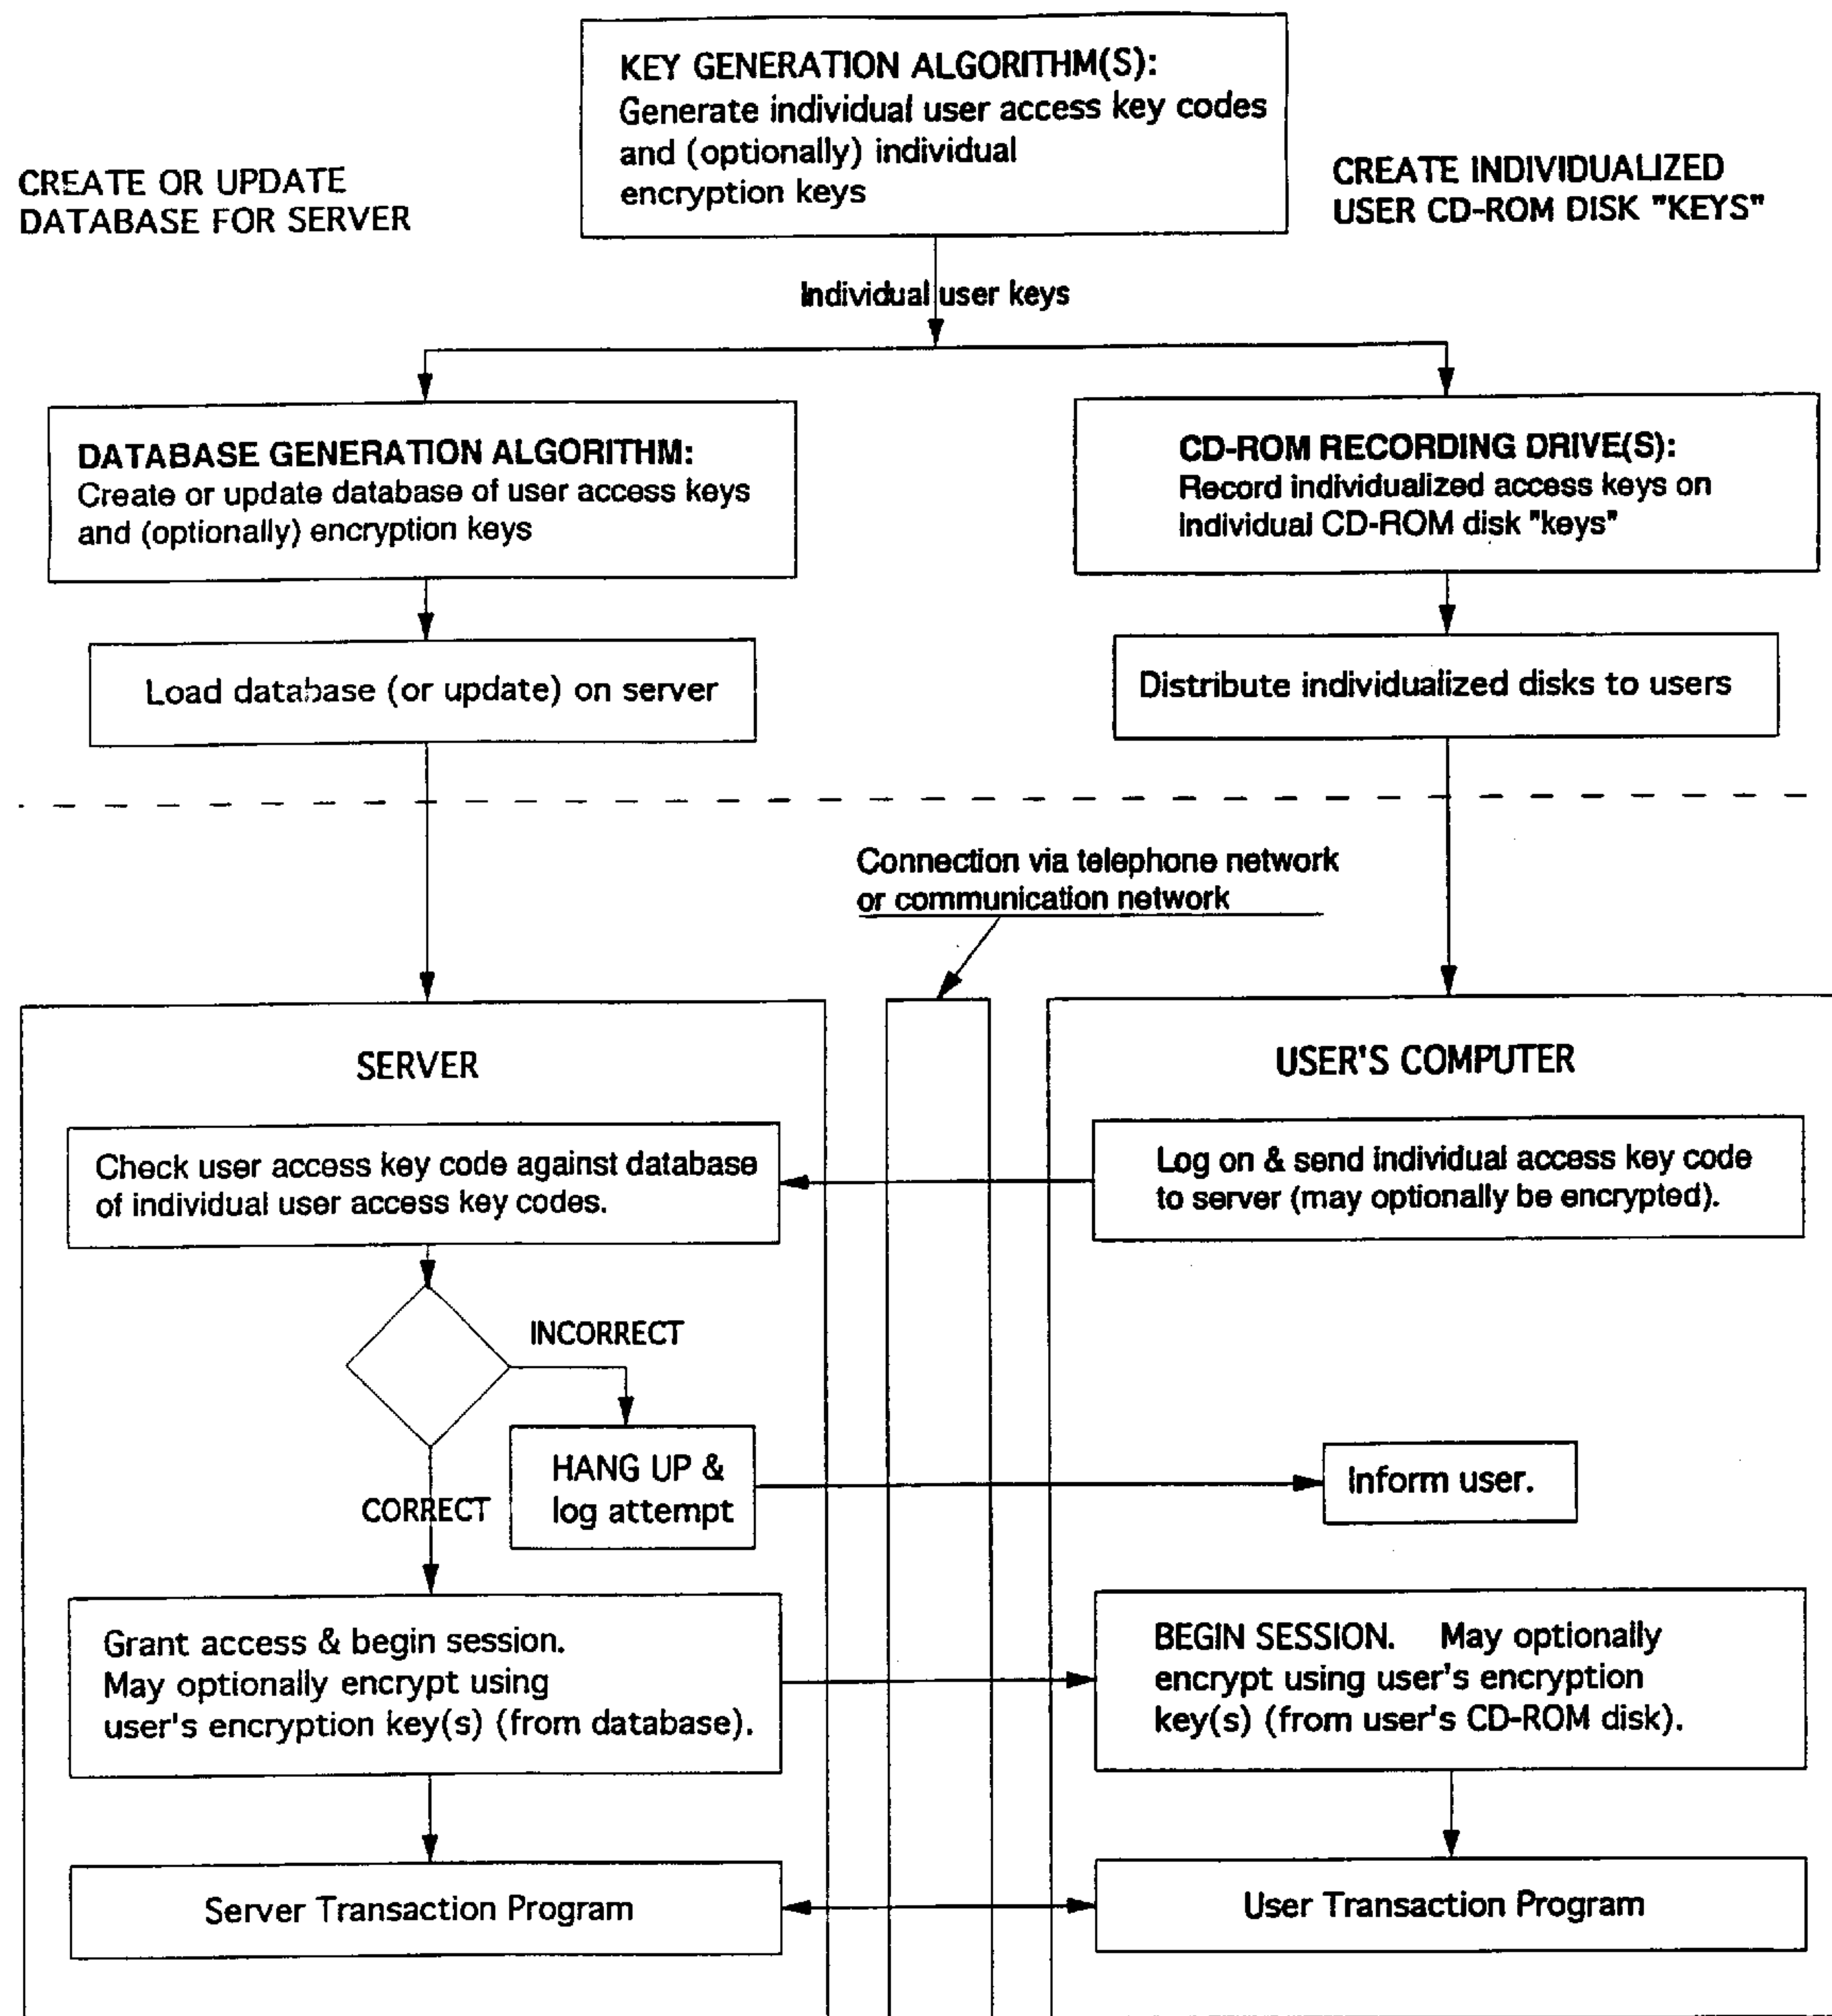 KEY GENERATION ALGORITHM(S):
Generate individual user access key codes
and (optionally) individual
encryption keys
CREATE OR UPDATE
DATABASE FOR SERVER
CREATE INDIVIDUALIZED
USER CD-ROM DISK "KEYS"
Individual user keys
DATABASE GENERATION ALGORITHM:
Create or update database of user access keys
and (optionally) encryption keys
CD-ROM RECORDING DRIVE(S):
Record individualized access keys on
individual CD-ROM disk "keys"
Load database (or update) on server
Distribute individualized disks to users
Connection via telephone network
or communication network
SERVER
USER'S COMPUTER
Check user access key code against database
of individual user access key codes.
Log on & send individual access key code
to server (may optionally be encrypted).
INCORRECT
HANG UP &
log attempt
Inform user.
CORRECT
Grant access & begin session.
May optionally encrypt using
user's encryption key(s) (from database).
BEGIN SESSION. May optionally
encrypt using user's encryption
key(s) (from user's CD-ROM disk).
Server Transaction Program
User Transaction Program